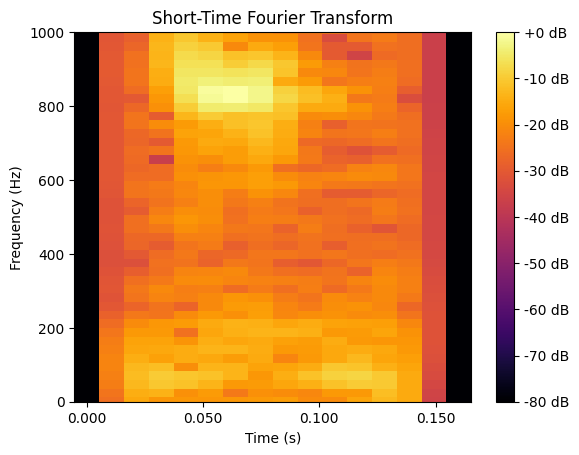 Short-Time Fourier Transform
1000
800
600
400
200
0
Frequency (Hz)
0.000
0.050
0.100
0.150
Time (s)
+0 dB
-10 dB
-20 dB
-30 dB
-40 dB
-50 dB
-60 dB
-70 dB
-80 dB